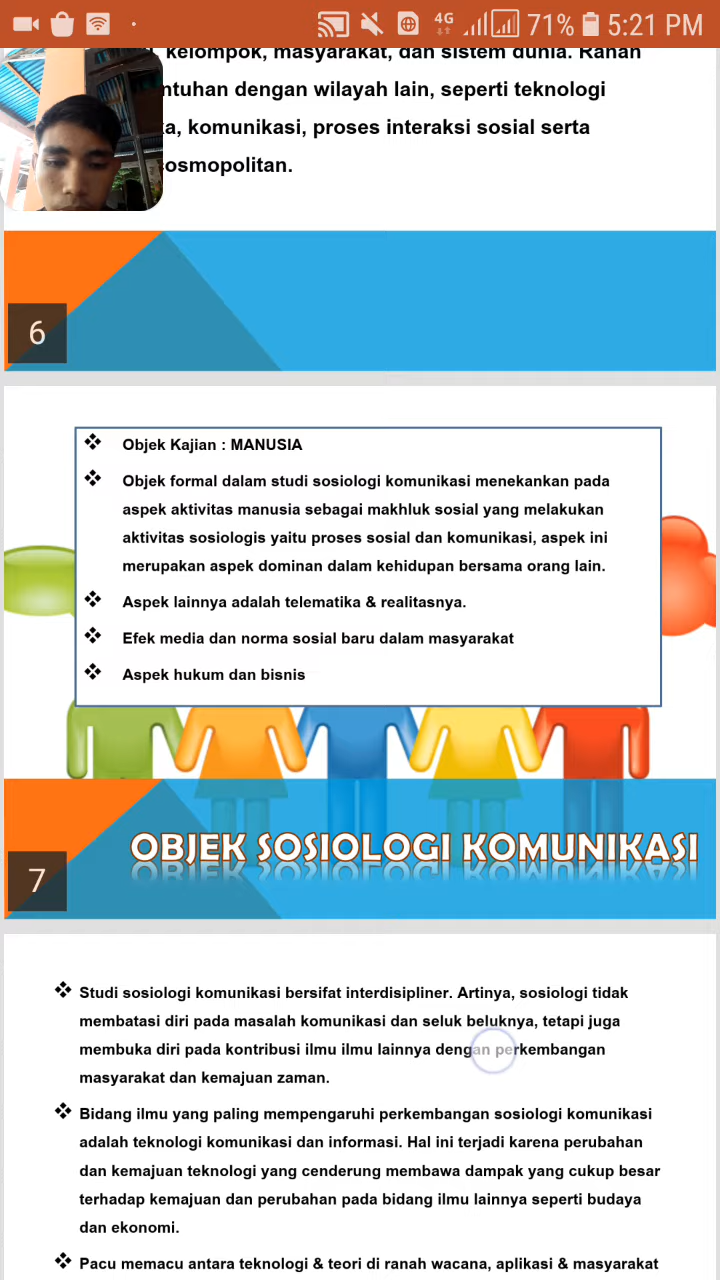 4G 71% 5:21 PM
kelompok, masyarakat, dan sistem dunia. Ranah
ntuhan dengan wilayah lain, seperti teknologi
a, komunikasi, proses interaksi sosial serta
osmopolitan.
6
Objek Kajian : MANUSIA
Objek formal dalam studi sosiologi komunikasi menekankan pada
aspek aktivitas manusia sebagai makhluk sosial yang melakukan
aktivitas sosiologis yaitu proses sosial dan komunikasi, aspek ini
merupakan aspek dominan dalam kehidupan bersama orang lain.
Aspek lainnya adalah telematika & realitasnya.
Efek media dan norma sosial baru dalam masyarakat
Aspek hukum dan bisnis
OBJEK SOSIOLOGI KOMUNIKASI
7
Studi sosiologi komunikasi bersifat interdisipliner. Artinya, sosiologi tidak
membatasi diri pada masalah komunikasi dan seluk beluknya, tetapi juga
membuka diri pada kontribusi ilmu ilmu lainnya dengan perkembangan
masyarakat dan kemajuan zaman.
Bidang ilmu yang paling mempengaruhi perkembangan sosiologi komunikasi
adalah teknologi komunikasi dan informasi. Hal ini terjadi karena perubahan
dan kemajuan teknologi yang cenderung membawa dampak yang cukup besar
terhadap kemajuan dan perubahan pada bidang ilmu lainnya seperti budaya
dan ekonomi.
Pacu memacu antara teknologi & teori di ranah wacana, aplikasi & masyarakat